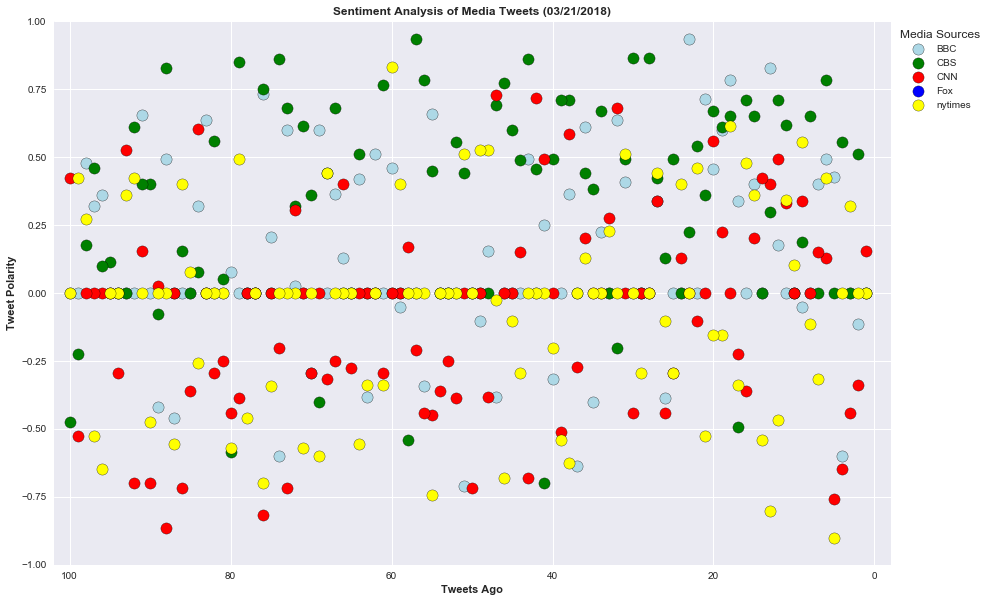 Sentiment Analysis of Media Tweets (03/21/2018)
Media Sources
BBC
CBS
CNN
Fox
nytimes
Tweet Polarity
1.00
0.75
0.50
0.25
0.00
−0.25
−0.50
−0.75
−1.00
100 80 60 40 20 0
Tweets Ago